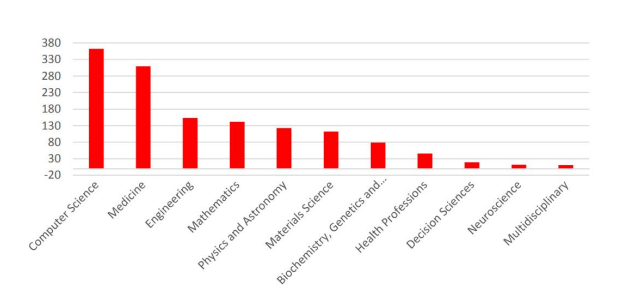 380
330
280
230
180
130
80
30
-20
Computer Science
Medicine
Engineering
Mathematics
Physics and Astronomy
Materials Science
Biochemistry, Genetics and...
Health Professions
Decision Sciences
Neuroscience
Multidisciplinary